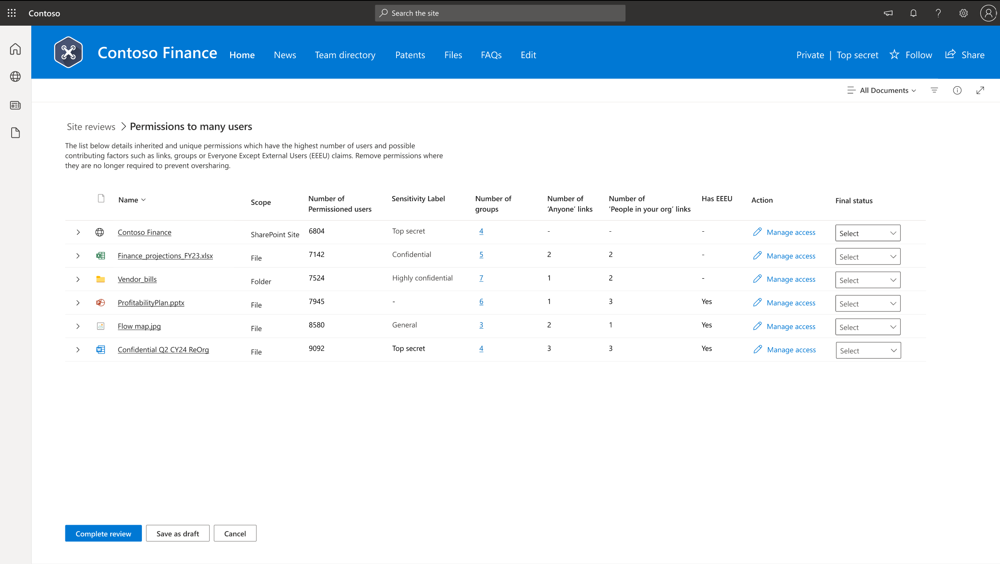 Contoso
Search the site
Contoso Finance Home News Team directory Patents Files FAQs Edit
Private | Top secret Follow Share
All Documents
Site reviews > Permissions to many users
The list below details inherited and unique permissions which have the highest number of users and possible
contributing factors such as links, groups or Everyone Except External Users (EEEU) claims. Remove permissions where
they are no longer required to prevent oversharing.
Name Scope Number of Permissioned users Sensitivity Label Number of groups Number of ‘Anyone’ links Number of ‘People in your org’ links Has EEEU Action Final status
Contoso Finance SharePoint Site 6804 Top secret 4 - - - Manage access Select
Finance_projections_FY23.xlsx File 7142 Confidential 5 2 2 - Manage access Select
Vendor_bills Folder 7524 Highly confidential 7 1 2 - Manage access Select
ProfitabilityPlan.pptx File 7945 - 6 1 3 Yes Manage access Select
Flow map.jpg File 8580 General 3 2 1 Yes Manage access Select
Confidential Q2 CY24 ReOrg File 9092 Top secret 4 3 3 Yes Manage access Select
Complete review Save as draft Cancel